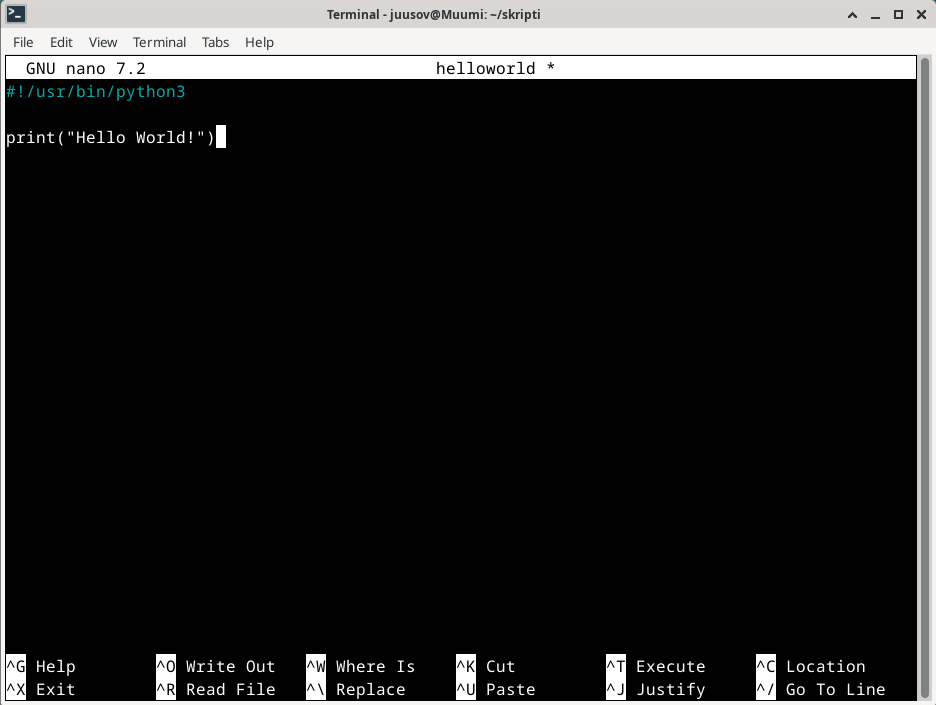 Terminal - juusov@Muumi: ~/skripti
File Edit View Terminal Tabs Help
GNU nano 7.2 helloworld *
#!/usr/bin/python3
print("Hello World!")
^G Help ^O Write Out ^W Where Is ^K Cut ^T Execute ^C Location
^X Exit ^R Read File ^\ Replace ^U Paste ^J Justify ^/ Go To Line